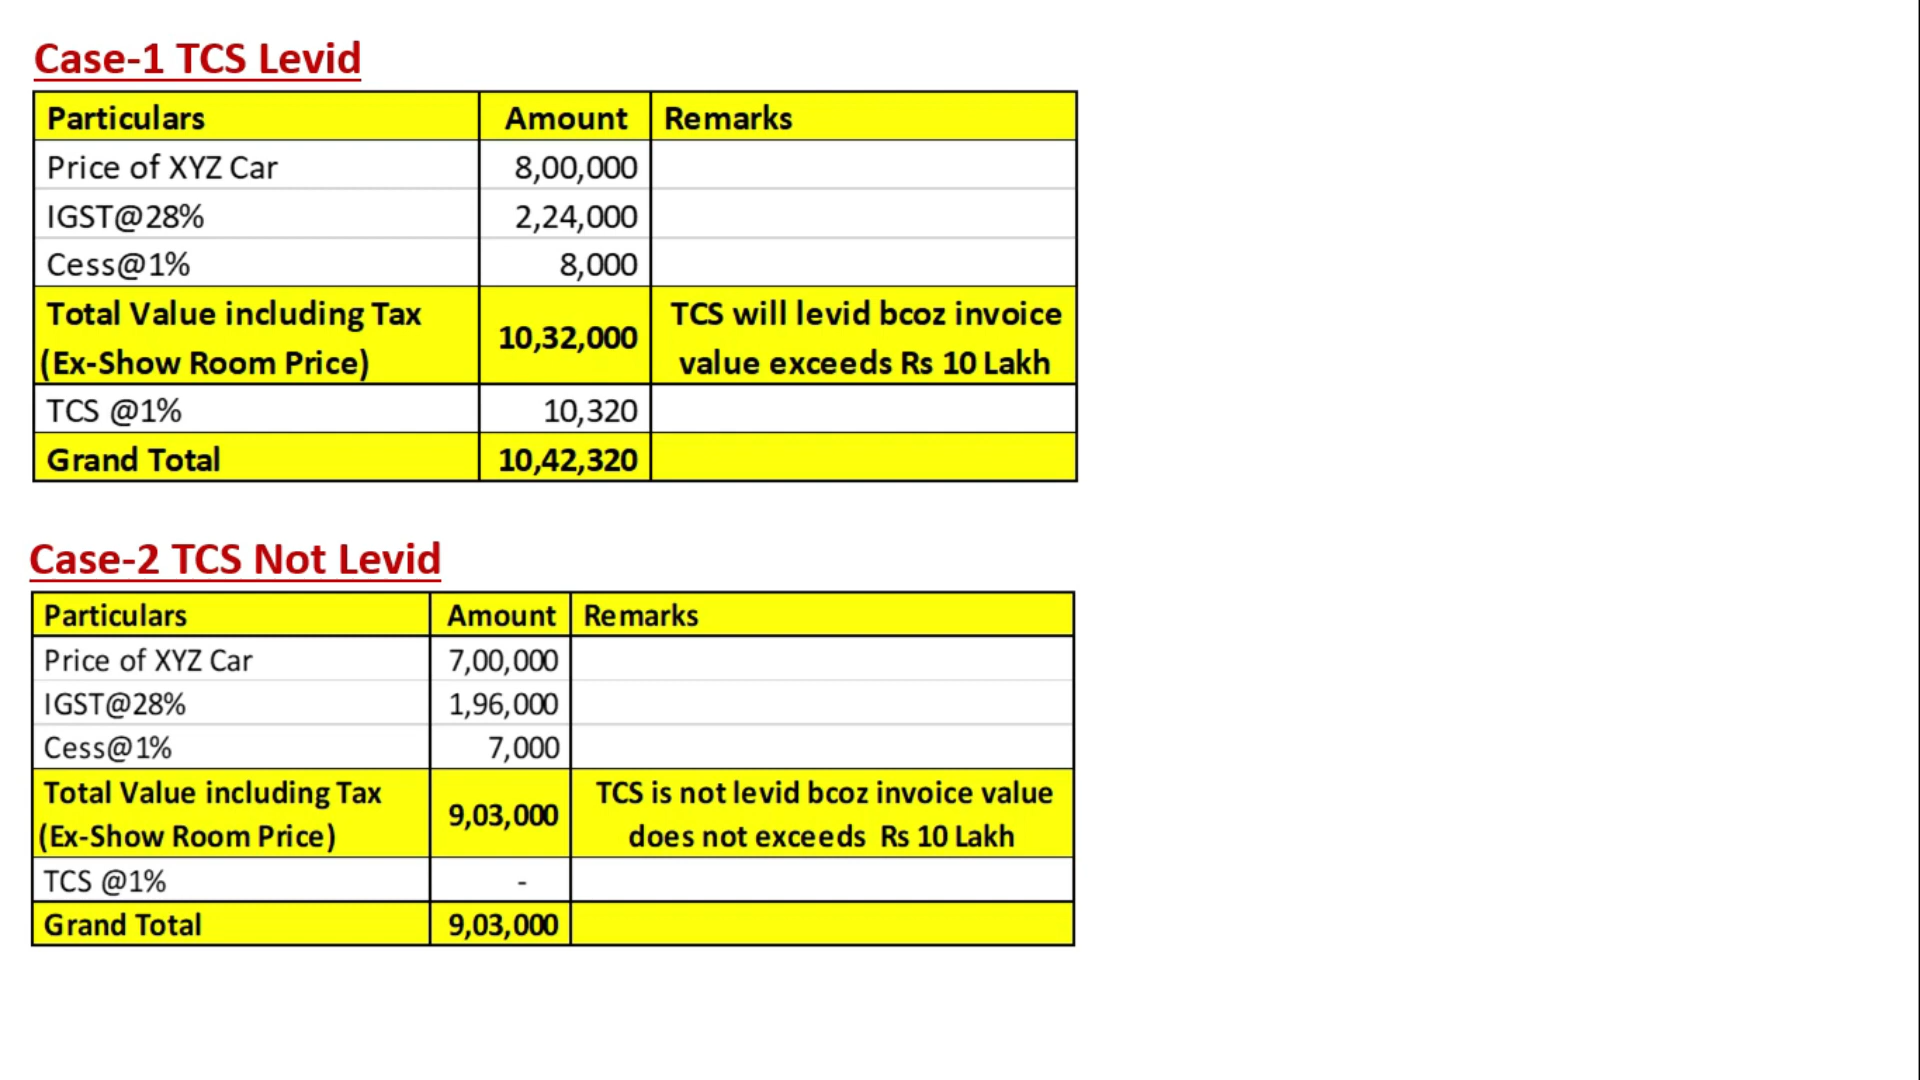 Case-1 TCS Levid
Particulars Amount Remarks
Price of XYZ Car 8,00,000
IGST@28% 2,24,000
Cess@1% 8,000
Total Value including Tax
(Ex-Show Room Price) 10,32,000 TCS will levid bcoz invoice
value exceeds Rs 10 Lakh
TCS @1% 10,320
Grand Total 10,42,320
Case-2 TCS Not Levid
Particulars Amount Remarks
Price of XYZ Car 7,00,000
IGST@28% 1,96,000
Cess@1% 7,000
Total Value including Tax
(Ex-Show Room Price) 9,03,000 TCS is not levid bcoz invoice value
does not exceeds Rs 10 Lakh
TCS @1% -
Grand Total 9,03,000